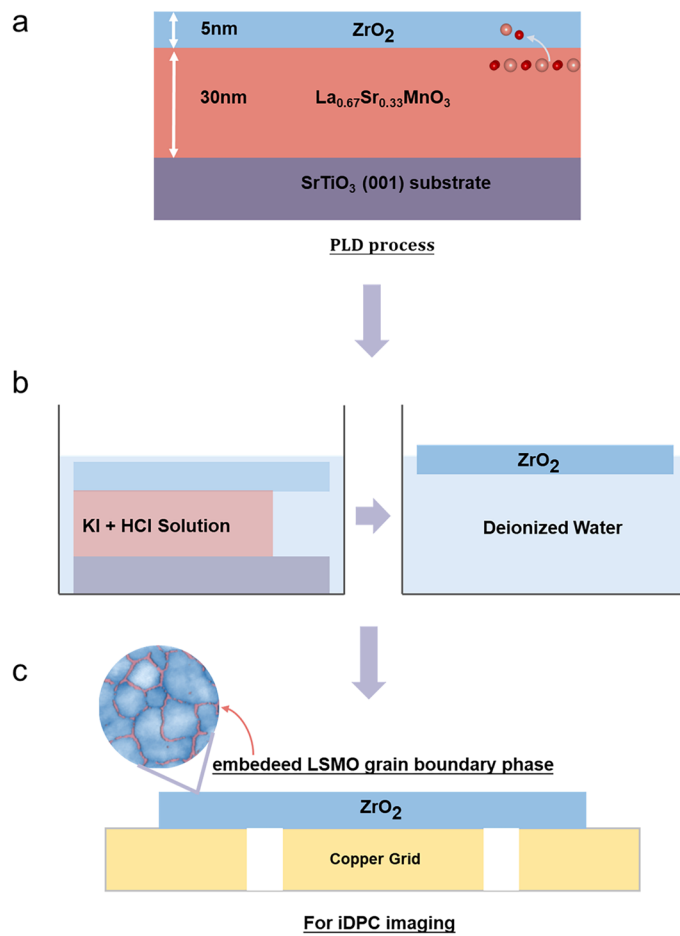 a
5nm
ZrO₂
30nm
La₀.₆₇Sr₀.₃₃MnO₃
SrTiO₃ (001) substrate
PLD process
b
KI + HCl Solution
ZrO₂
Deionized Water
c
embedeed LSMO grain boundary phase
ZrO₂
Copper Grid
For iDPC imaging